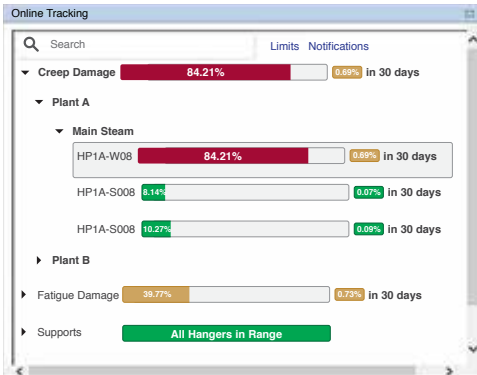 Online Tracking
Search Limits Notifications
Creep Damage 84.21% 0.69% in 30 days
Plant A
Main Steam
HP1A-W08 84.21% 0.69% in 30 days
HP1A-S008 8.14% 0.07% in 30 days
HP1A-S008 10.27% 0.09% in 30 days
Plant B
Fatigue Damage 39.77% 0.73% in 30 days
Supports All Hangers in Range